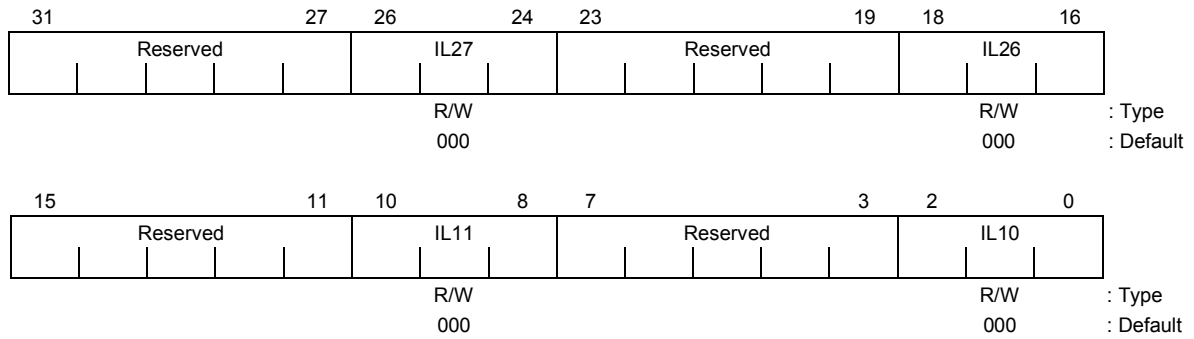 31 27 26 24 23 19 18 16
Reserved IL27 Reserved IL26
R/W R/W : Type
000 000 : Default
15 11 10 8 7 3 2 0
Reserved IL11 Reserved IL10
R/W R/W : Type
000 000 : Default